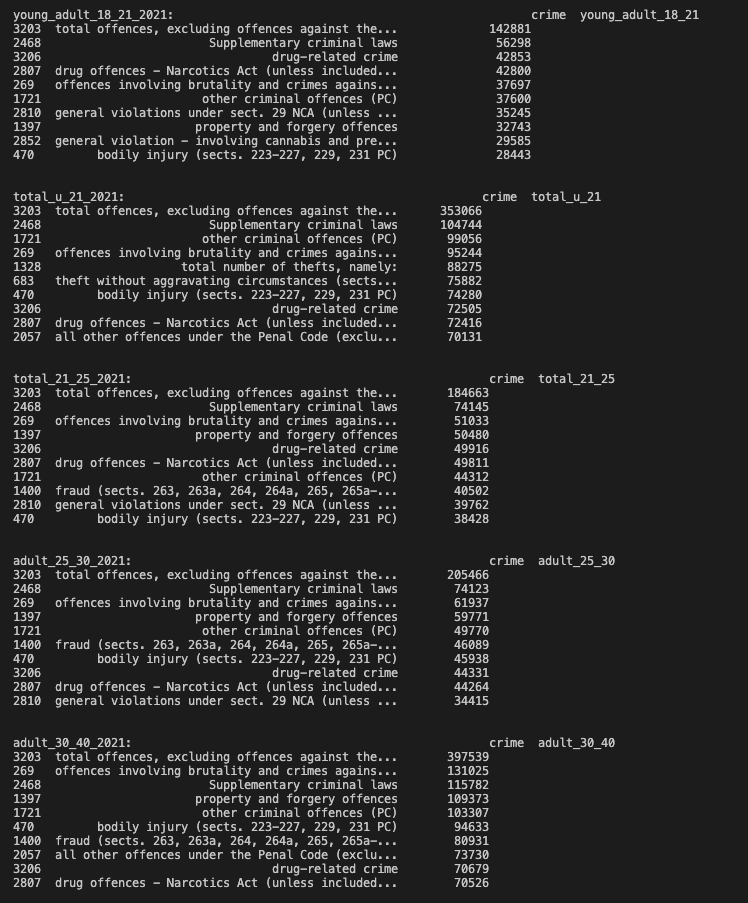 young_adult_18_21_2021: crime young_adult_18_21
3203 total offences, excluding offences against the... 142881
2468 Supplementary criminal laws 56298
3206 drug-related crime 42853
2807 drug offences - Narcotics Act (unless included... 42800
269 offences involving brutality and crimes agains... 37697
1721 other criminal offences (PC) 37600
2810 general violations under sect. 29 NCA (unless ... 35245
1397 property and forgery offences 32743
2852 general violation - involving cannabis and pre... 29585
470 bodily injury (sects. 223-227, 229, 231 PC) 28443
total_u_21_2021: crime total_u_21
3203 total offences, excluding offences against the... 353066
2468 Supplementary criminal laws 104744
1721 other criminal offences (PC) 99056
269 offences involving brutality and crimes agains... 95244
1328 total number of thefts, namely: 88275
683 theft without aggravating circumstances (sects... 75882
470 bodily injury (sects. 223-227, 229, 231 PC) 74280
3206 drug-related crime 72505
2807 drug offences - Narcotics Act (unless included... 72416
2057 all other offences under the Penal Code (exclu... 70131
total_21_25_2021: crime total_21_25
3203 total offences, excluding offences against the... 184663
2468 Supplementary criminal laws 74145
269 offences involving brutality and crimes agains... 51033
1397 property and forgery offences 50480
3206 drug-related crime 49916
2807 drug offences - Narcotics Act (unless included... 49811
1721 other criminal offences (PC) 44312
1400 fraud (sects. 263, 263a, 264, 264a, 265, 265a-... 40502
2810 general violations under sect. 29 NCA (unless ... 39762
470 bodily injury (sects. 223-227, 229, 231 PC) 38428
adult_25_30_2021: crime adult_25_30
3203 total offences, excluding offences against the... 205466
2468 Supplementary criminal laws 74123
269 offences involving brutality and crimes agains... 61937
1397 property and forgery offences 59771
1721 other criminal offences (PC) 49770
1400 fraud (sects. 263, 263a, 264, 264a, 265, 265a-... 46089
470 bodily injury (sects. 223-227, 229, 231 PC) 45938
3206 drug-related crime 44331
2807 drug offences - Narcotics Act (unless included... 44264
2810 general violations under sect. 29 NCA (unless ... 34415
adult_30_40_2021: crime adult_30_40
3203 total offences, excluding offences against the... 397539
269 offences involving brutality and crimes agains... 131025
2468 Supplementary criminal laws 115782
1397 property and forgery offences 109373
1721 other criminal offences (PC) 103307
470 bodily injury (sects. 223-227, 229, 231 PC) 94633
1400 fraud (sects. 263, 263a, 264, 264a, 265, 265a-... 80931
2057 all other offences under the Penal Code (exclu... 73730
3206 drug-related crime 70679
2807 drug offences - Narcotics Act (unless included... 70526